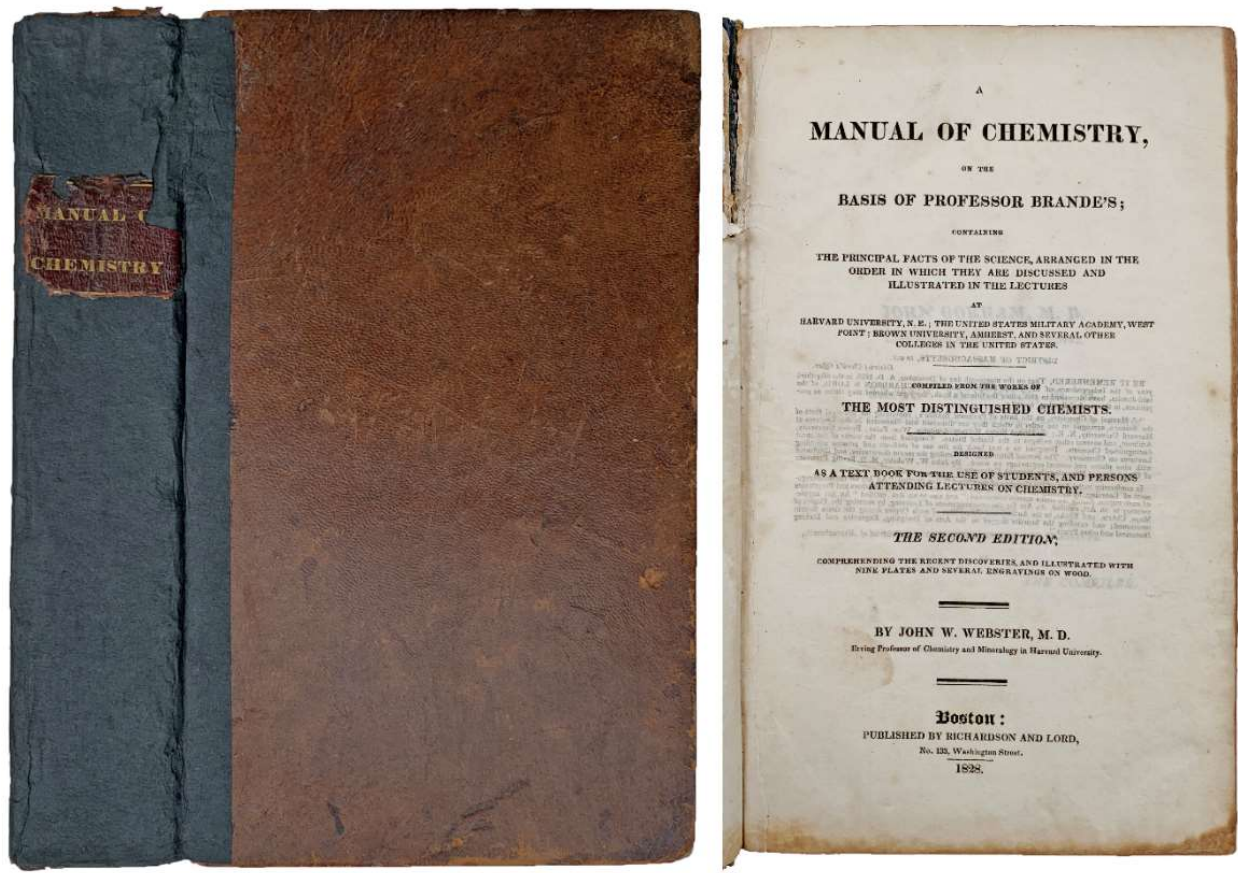 MANUAL O
CHEMISTRY
A
MANUAL OF CHEMISTRY,
ON THE
BASIS OF PROFESSOR BRANDE'S;
CONTAINING
THE PRINCIPAL FACTS OF THE SCIENCE, ARRANGED IN THE
ORDER IN WHICH THEY ARE DISCUSSED AND
ILLUSTRATED IN THE LECTURES
AT
HARVARD UNIVERSITY, N. E.; THE UNITED STATES MILITARY ACADEMY, WEST
POINT; BROWN UNIVERSITY, AMHERST, AND SEVERAL OTHER
COLLEGES IN THE UNITED STATES.
COMPILED FROM THE WORKS OF
THE MOST DISTINGUISHED CHEMISTS.
DESIGNED
AS A TEXT BOOK FOR THE USE OF STUDENTS, AND PERSONS
ATTENDING LECTURES ON CHEMISTRY.
THE SECOND EDITION,
COMPREHENDING THE RECENT DISCOVERIES, AND ILLUSTRATED WITH
NINE PLATES AND SEVERAL ENGRAVINGS ON WOOD.
BY JOHN W. WEBSTER, M. D.
Erving Professor of Chemistry and Mineralogy in Harvard University.
Boston:
PUBLISHED BY RICHARDSON AND LORD,
No. 133, Washington Street.
1828.